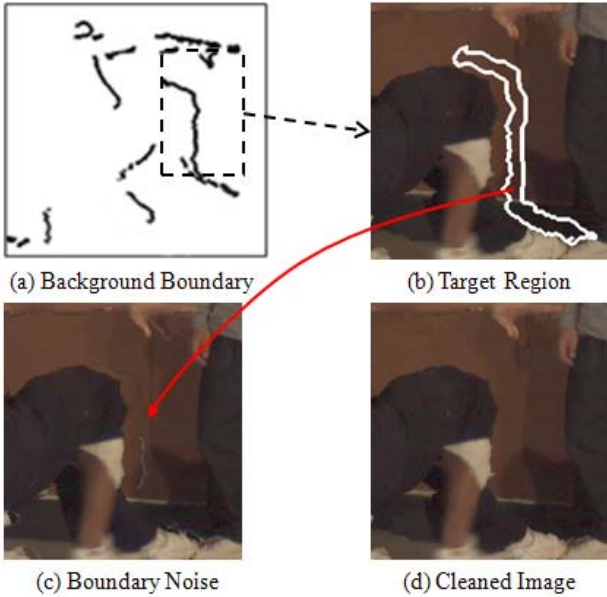 (a) Background Boundary
(b) Target Region
(c) Boundary Noise
(d) Cleaned Image